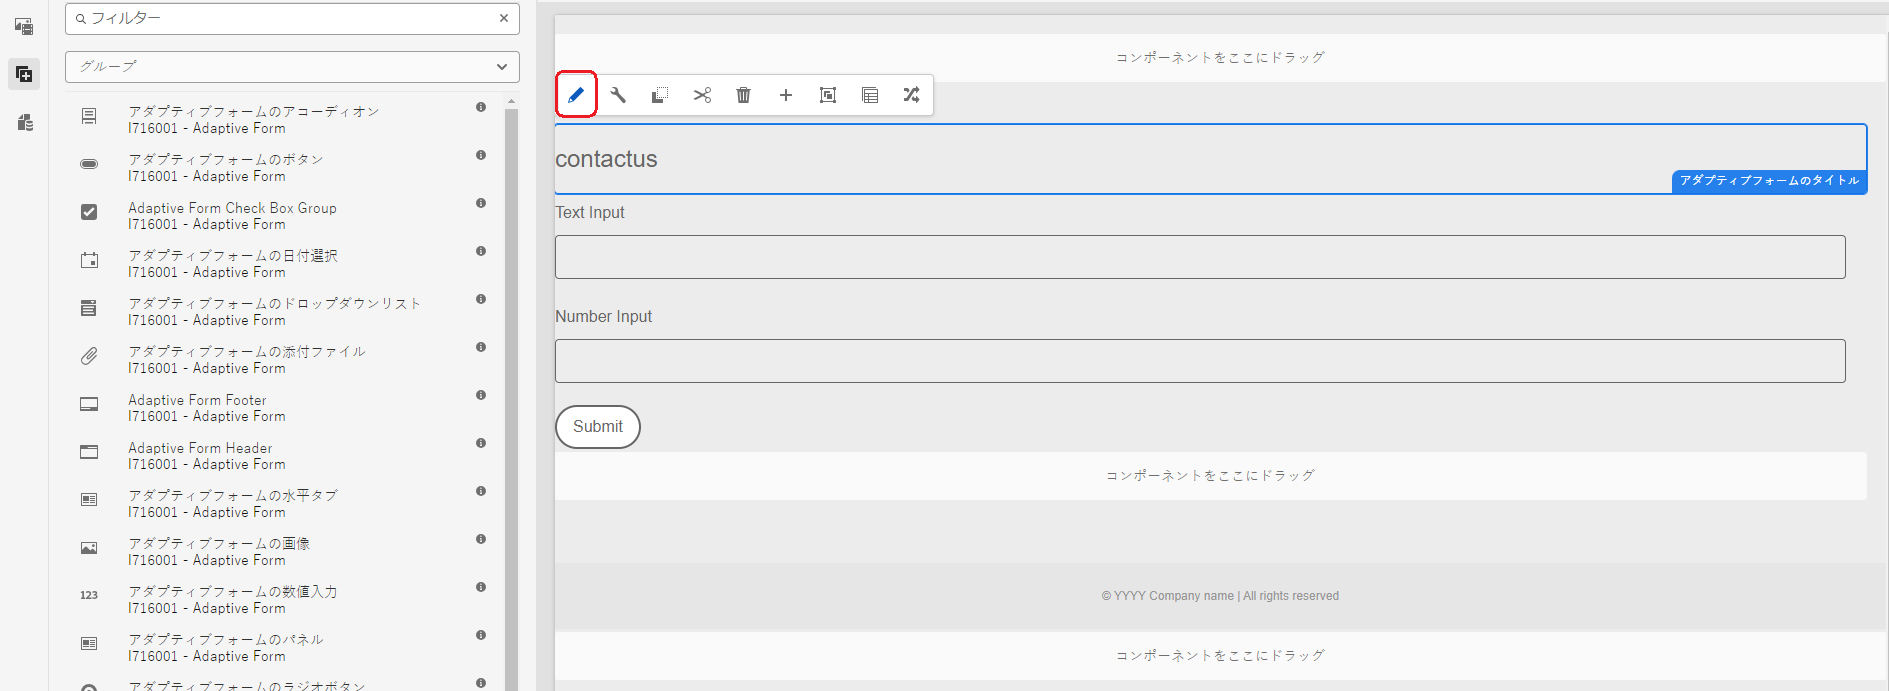 フィルター
グループ
アダプティブフォームのアコーディオン
I716001 - Adaptive Form
アダプティブフォームのボタン
I716001 - Adaptive Form
Adaptive Form Check Box Group
I716001 - Adaptive Form
アダプティブフォームの日付選択
I716001 - Adaptive Form
アダプティブフォームのドロップダウンリスト
I716001 - Adaptive Form
アダプティブフォームの添付ファイル
I716001 - Adaptive Form
Adaptive Form Footer
I716001 - Adaptive Form
Adaptive Form Header
I716001 - Adaptive Form
アダプティブフォームの水平タブ
I716001 - Adaptive Form
アダプティブフォームの画像
I716001 - Adaptive Form
123
アダプティブフォームの数値入力
I716001 - Adaptive Form
アダプティブフォームのパネル
I716001 - Adaptive Form
アダプティブフォームのラジオボタン
コンポーネントをここにドラッグ
contactus
アダプティブフォームのタイトル
Text Input
Number Input
Submit
コンポーネントをここにドラッグ
© YYYY Company name | All rights reserved
コンポーネントをここにドラッグ